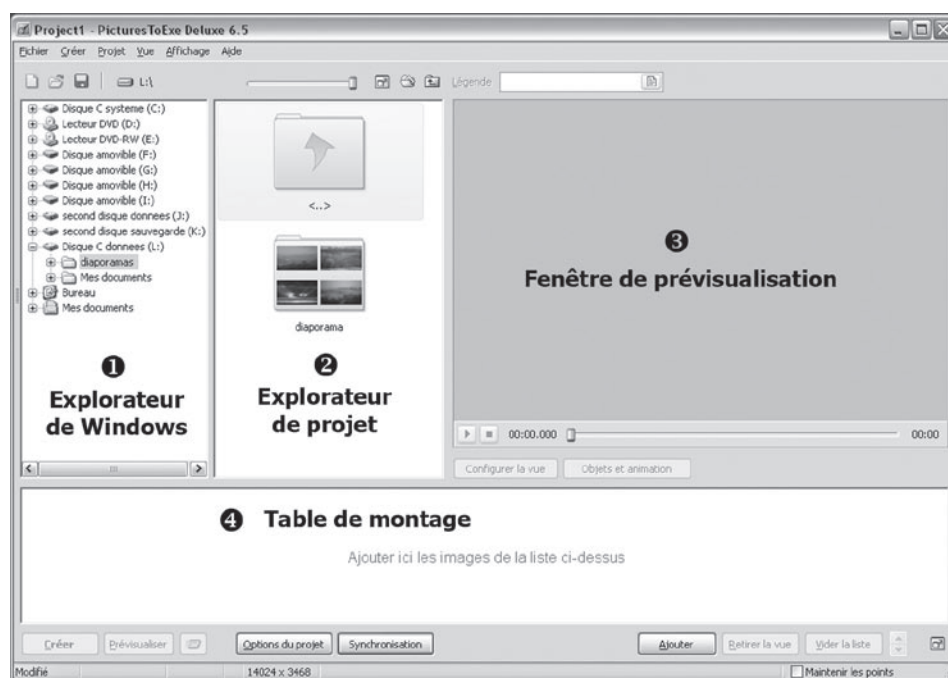 Project1 - PicturesToExe Deluxe 6.5
Fichier Créer Projet Vue Affichage Aide
L:\
Légende
Disque C systeme (C:)
Lecteur DVD (D:)
Lecteur DVD-RW (E:)
Disque amovible (F:)
Disque amovible (G:)
Disque amovible (H:)
Disque amovible (I:)
second disque donnees (J:)
second disque sauvegarde (K:)
Disque C donnees (L:)
diaporamas
Mes documents
Bureau
Mes documents
❶
Explorateur
de Windows
<..>
diaporama
❷
Explorateur
de projet
❸
Fenêtre de prévisualisation
00:00.000
00:00
Configurer la vue
Objets et animation
❹ Table de montage
Ajouter ici les images de la liste ci-dessus
Créer
Prévisualiser
Options du projet
Synchronisation
Ajouter
Retirer la vue
Vider la liste
Modifié
14024 x 3468
Maintenir les points